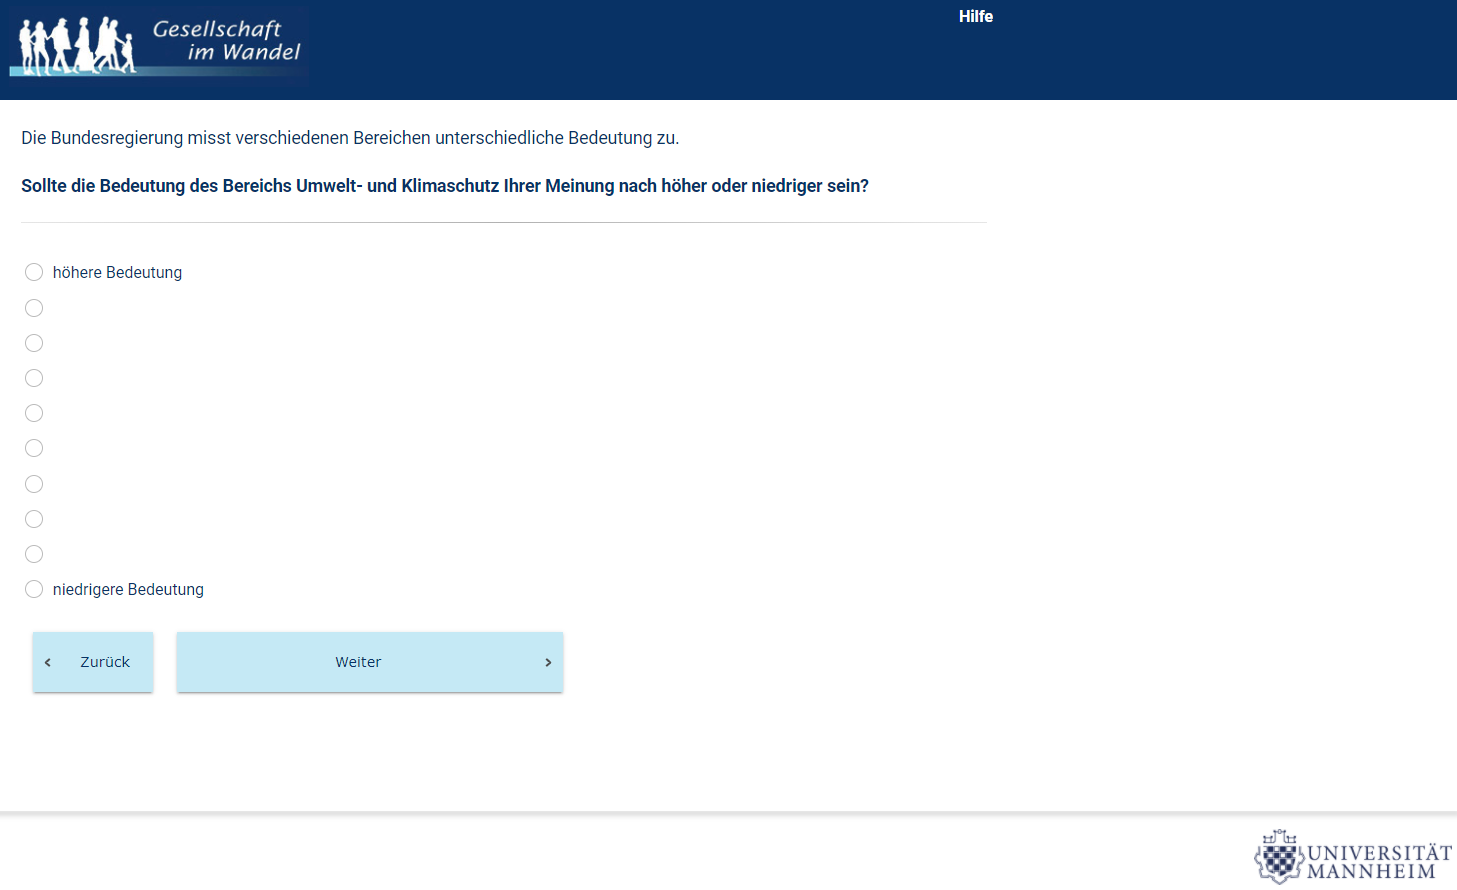 Gesellschaft
im Wandel
Hilfe
Die Bundesregierung misst verschiedenen Bereichen unterschiedliche Bedeutung zu.
Sollte die Bedeutung des Bereichs Umwelt- und Klimaschutz Ihrer Meinung nach höher oder niedriger sein?
höhere Bedeutung
niedrigere Bedeutung
Zurück
Weiter
UNIVERSITÄT
MANNHEIM